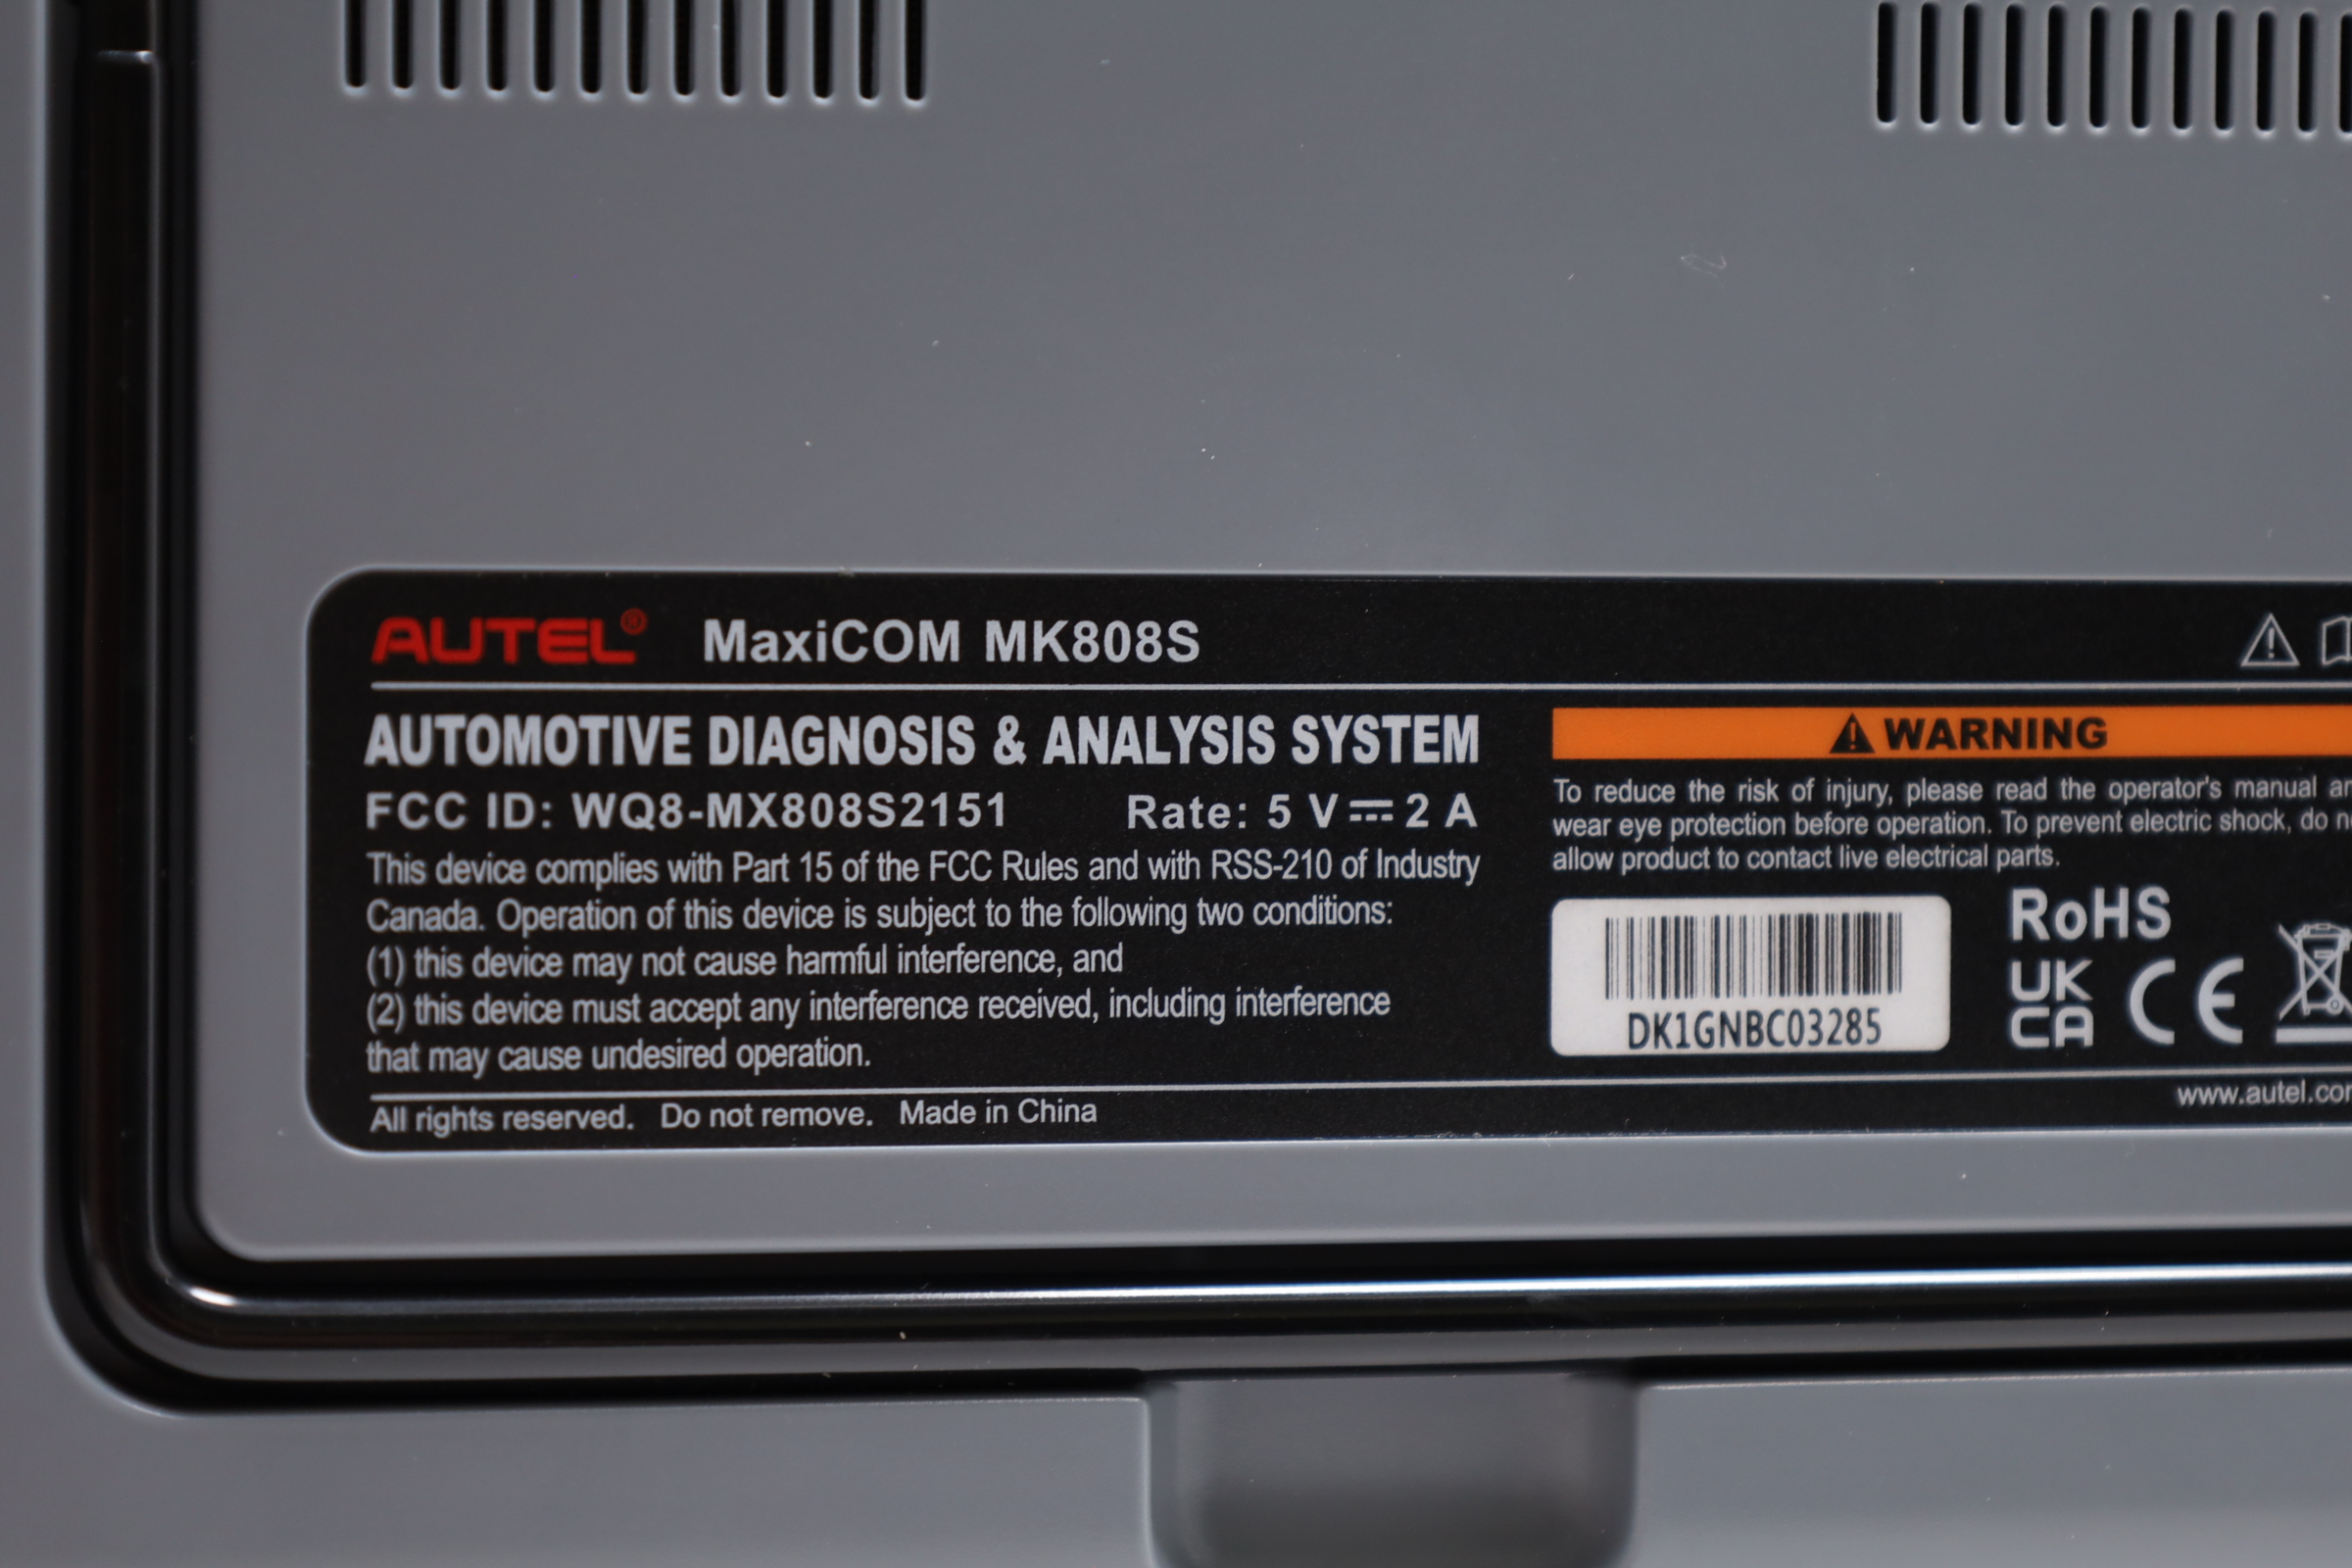 AUTEL® MaxiCOM MK808S
AUTOMOTIVE DIAGNOSIS & ANALYSIS SYSTEM
FCC ID: WQ8-MX808S2151 Rate: 5 V⎓2 A
This device complies with Part 15 of the FCC Rules and with RSS-210 of Industry
Canada. Operation of this device is subject to the following two conditions:
(1) this device may not cause harmful interference, and
(2) this device must accept any interference received, including interference
that may cause undesired operation.
All rights reserved. Do not remove. Made in China
WARNING
To reduce the risk of injury, please read the operator's manual
wear eye protection before operation. To prevent electric shock, do
allow product to contact live electrical parts.
DK1GNBC03285
RoHS
UK
CA CE
www.autel.co